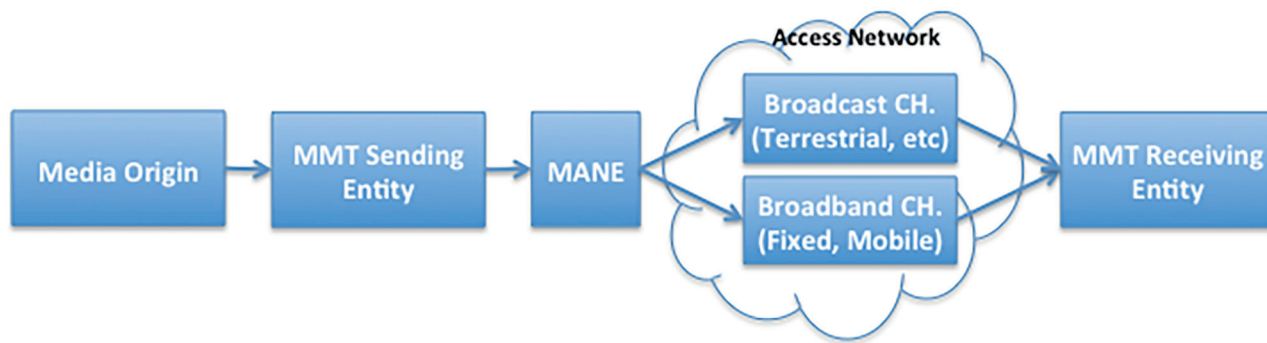 Access Network
Media Origin
MMT Sending
Entity
MANE
Broadcast CH.
(Terrestrial, etc)
Broadband CH.
(Fixed, Mobile)
MMT Receiving
Entity